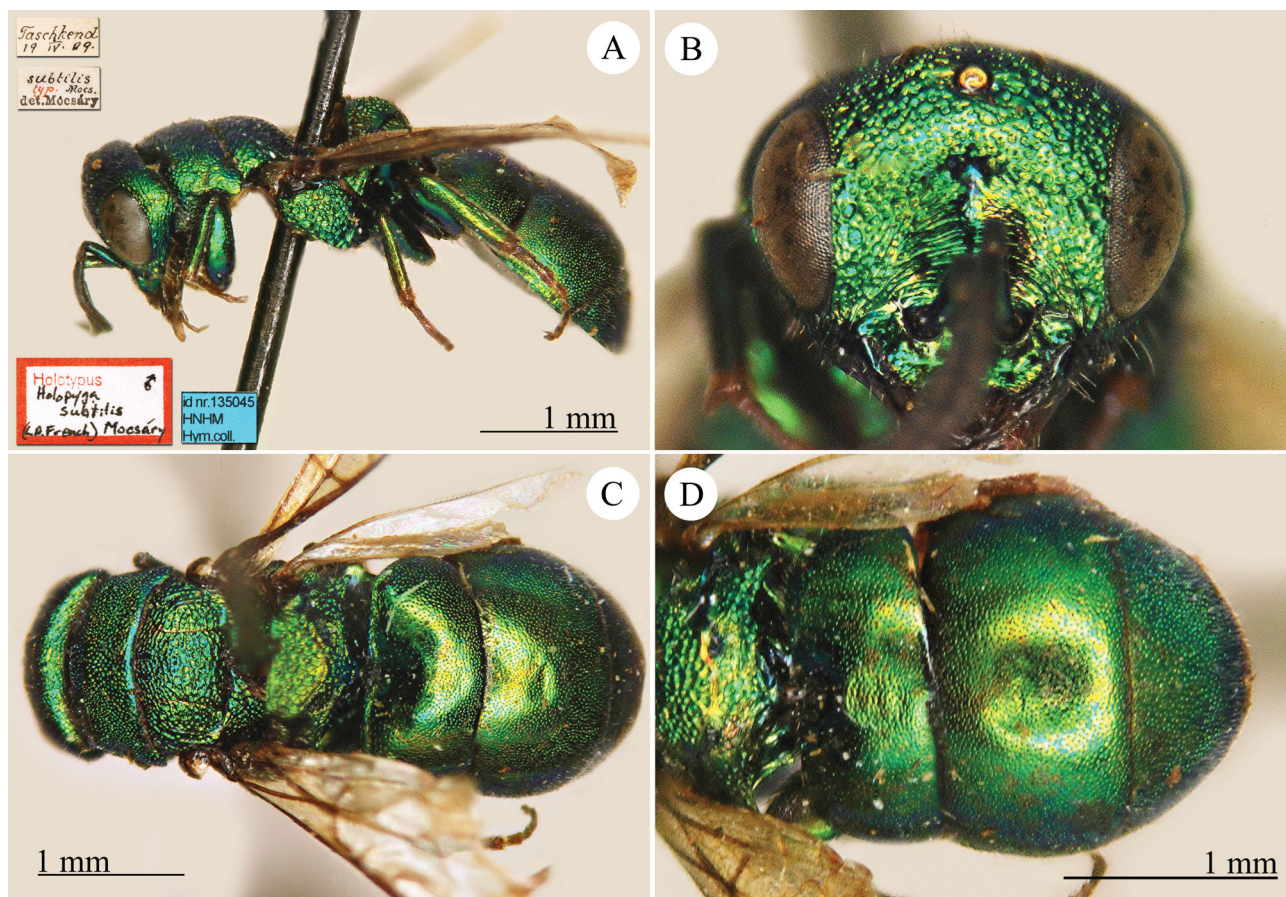 Taschkend
19 IV. 09.
subtilis
typ. Mocs.
det. Mocsáry
A
Holotypus ♂
Holopyga
subtilis
(L.D. French) Mocsáry
id nr.135045
HNHM
Hym.coll.
1 mm
B
C
1 mm
D
1 mm